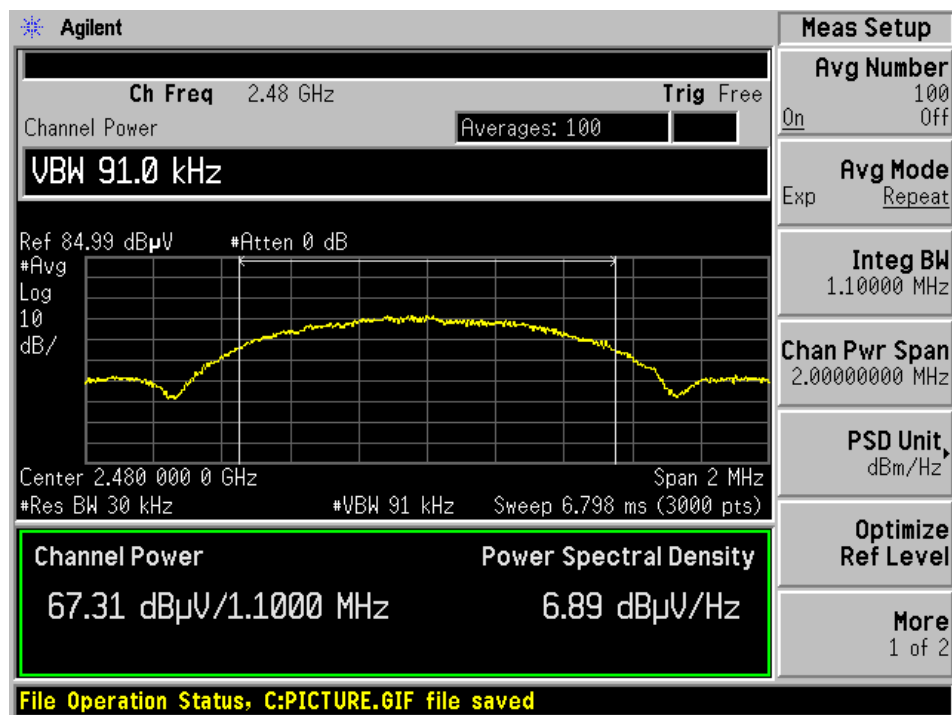 Agilent
Meas Setup
Ch Freq 2.48 GHz Trig Free
Channel Power Averages: 100
VBW 91.0 kHz
Ref 84.99 dBµV #Atten 0 dB
#Avg
Log
10
dB/
Center 2.480 000 0 GHz Span 2 MHz
#Res BW 30 kHz #VBW 91 kHz Sweep 6.798 ms (3000 pts)
Channel Power Power Spectral Density
67.31 dBµV/1.1000 MHz 6.89 dBµV/Hz
File Operation Status, C:PICTURE.GIF file saved
Avg Number
100
On Off
Avg Mode
Exp Repeat
Integ BW
1.10000 MHz
Chan Pwr Span
2.00000000 MHz
PSD Unit
dBm/Hz
Optimize
Ref Level
More
1 of 2